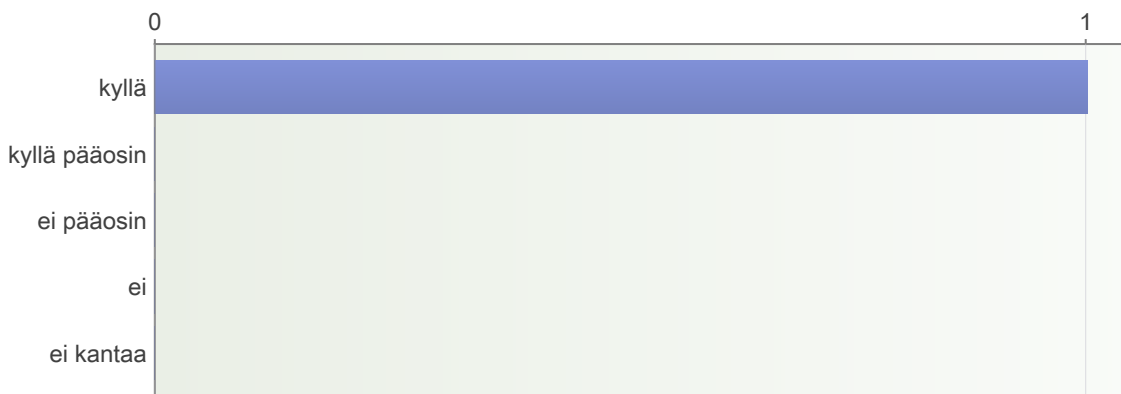 0 1
kyllä
kyllä pääosin
ei pääosin
ei
ei kantaa